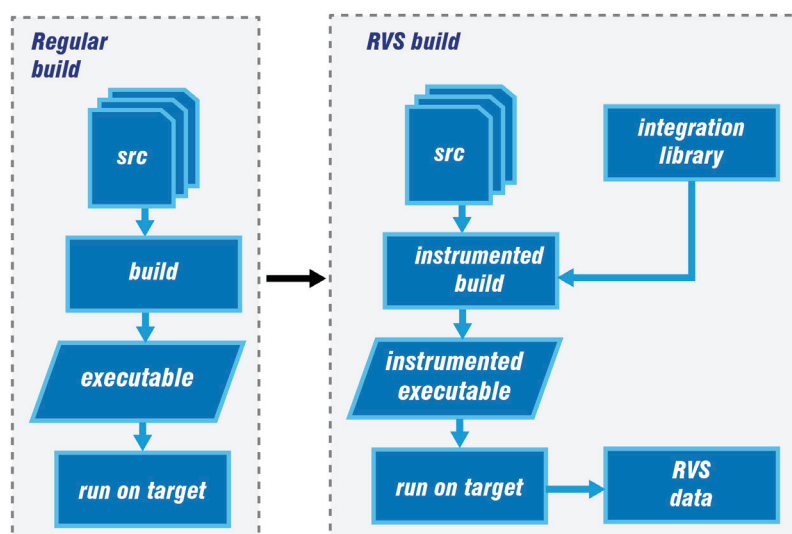 Regular
build
src
build
executable
run on target
RVS build
src
integration
library
instrumented
build
instrumented
executable
run on target
RVS
data